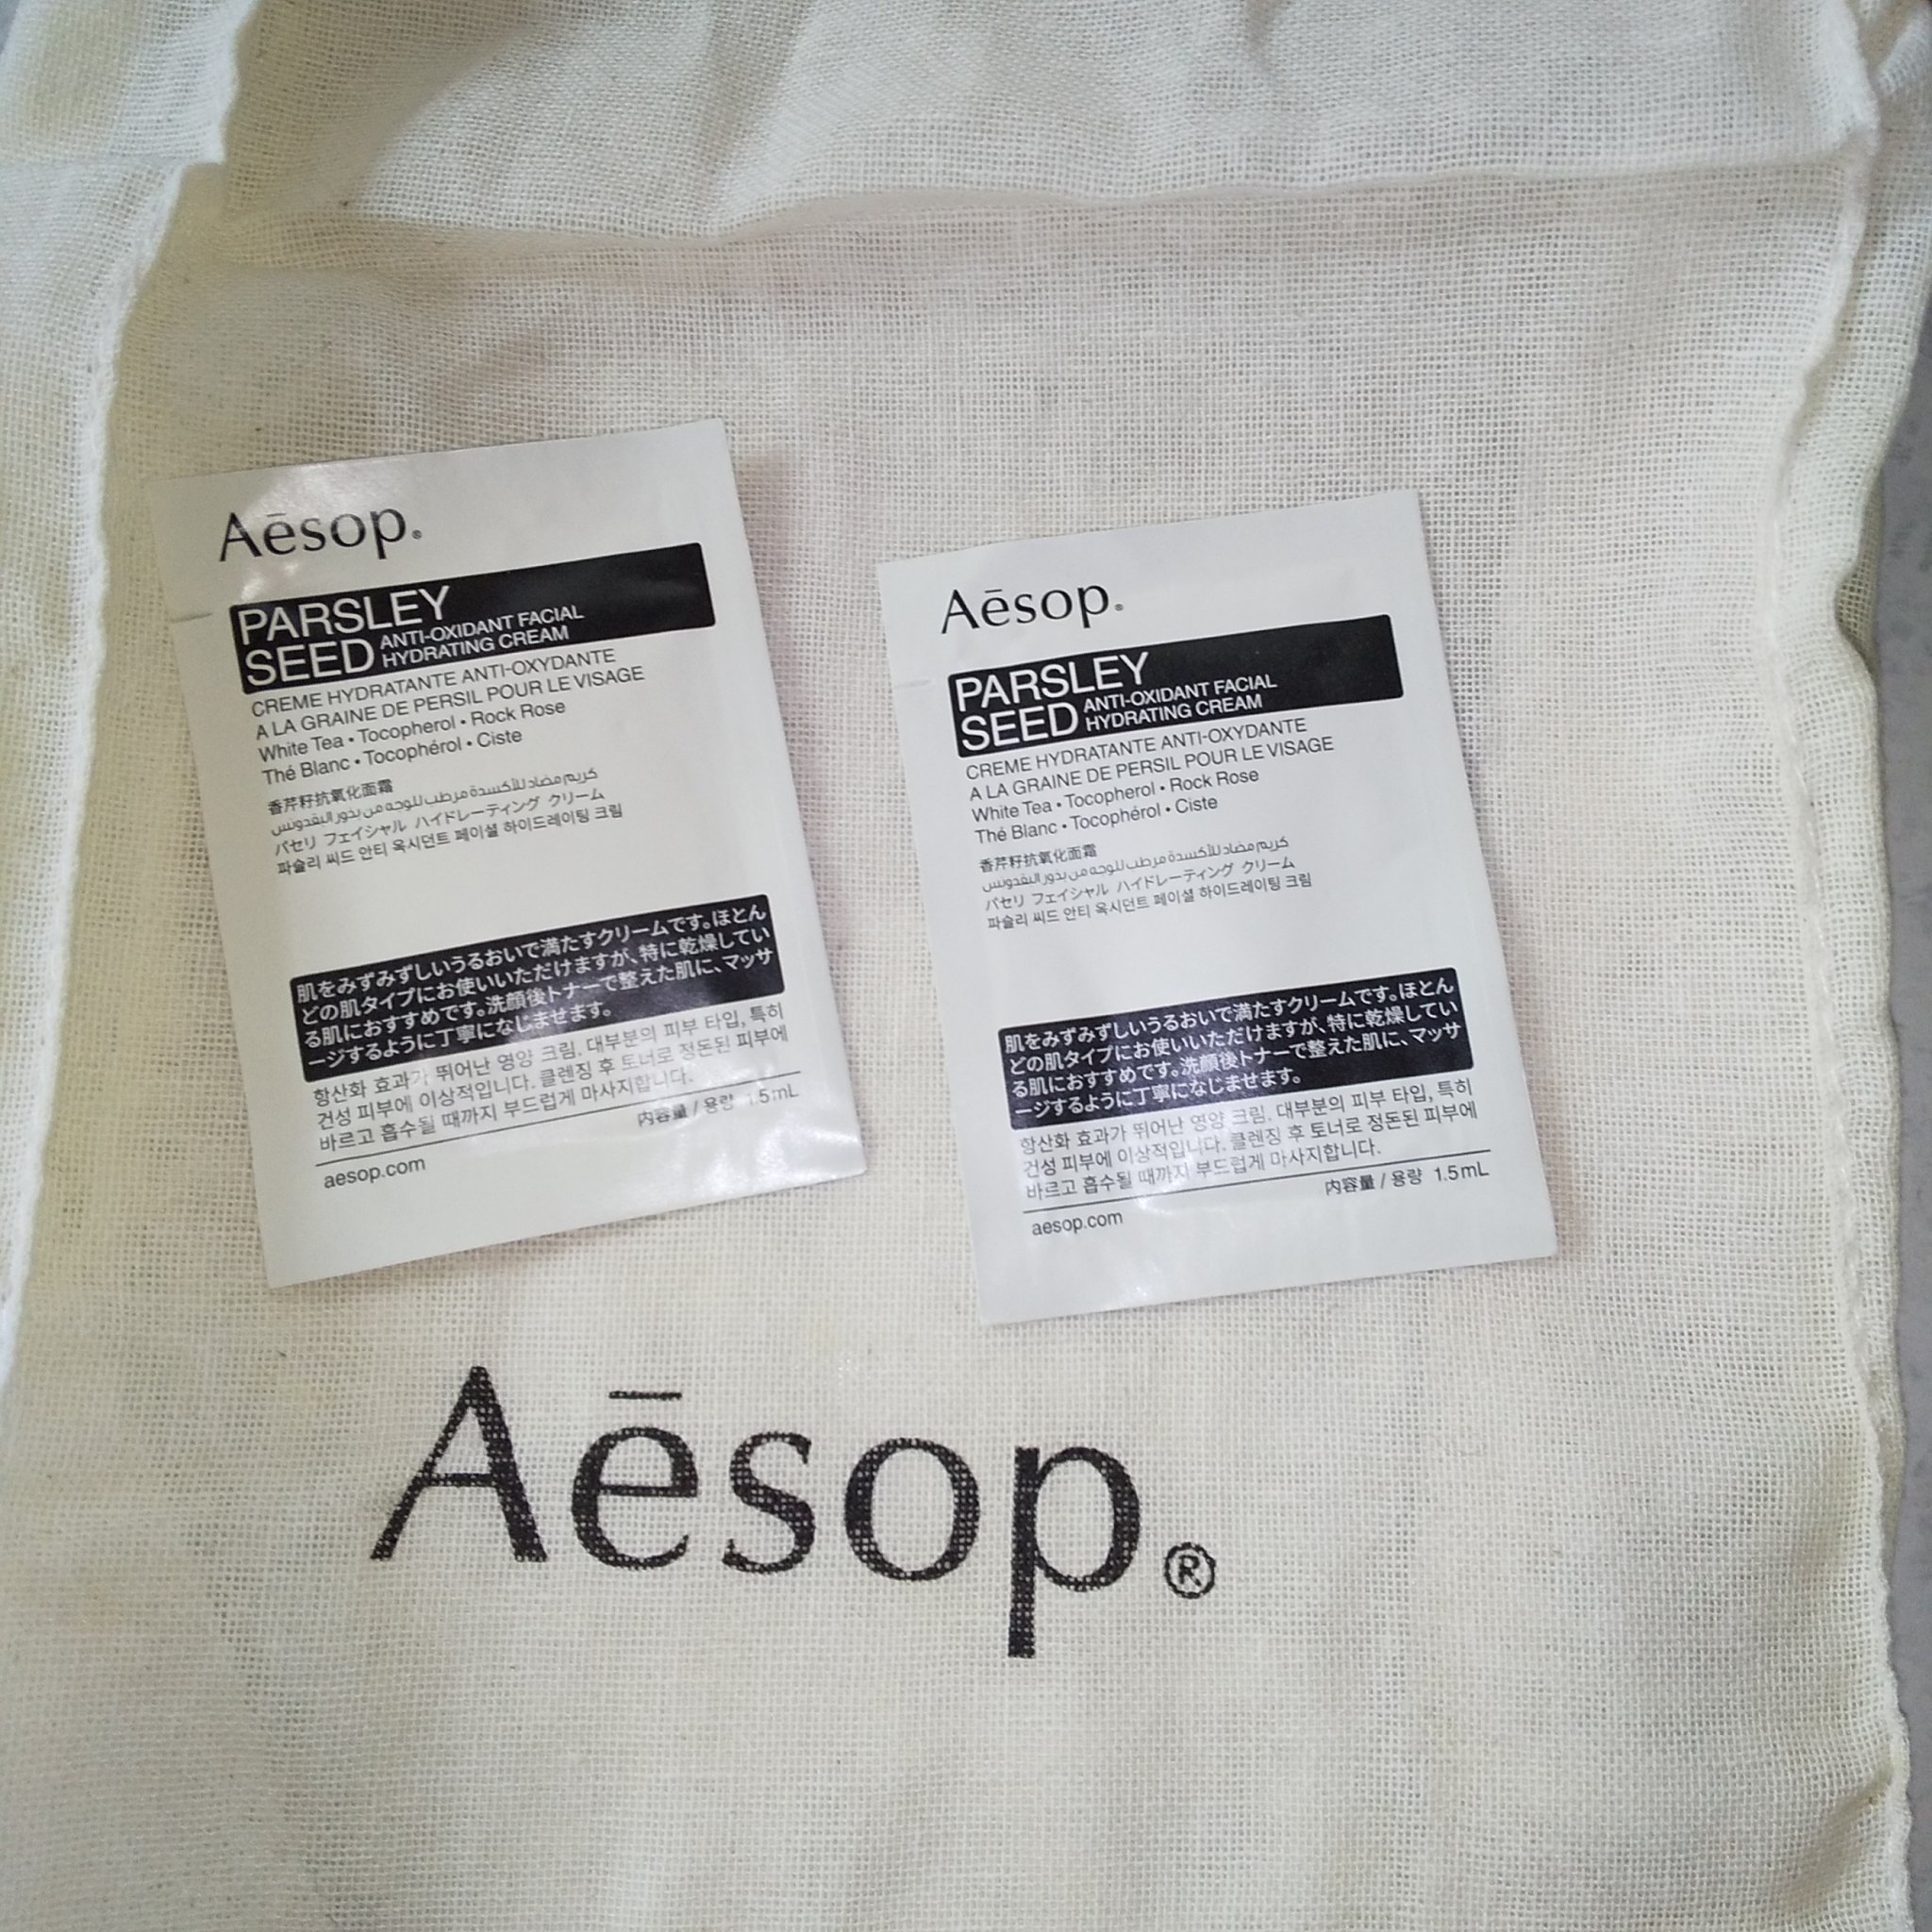 Aēsop®
PARSLEY
SEED ANTI-OXIDANT FACIAL
HYDRATING CREAM
CREME HYDRATANTE ANTI-OXYDANTE
A LA GRAINE DE PERSIL POUR LE VISAGE
White Tea • Tocopherol • Rock Rose
Thé Blanc • Tocophérol • Ciste
香芹籽抗氧化面霜
كريم مضاد للأكسدة مرطب للوجه من بذور البقدونس
パセリ フェイシャル ハイドレーティング クリーム
파슬리 씨드 안티 옥시던트 페이셜 하이드레이팅 크림
肌をみずみずしいうるおいで満たすクリームです。ほとん
どの肌タイプにお使いいただけますが、特に乾燥してい
る肌におすすめです。洗顔後トナーで整えた肌に、マッサ
ージするように丁寧になじませます。
항산화 효과가 뛰어난 영양 크림. 대부분의 피부 타입, 특히
건성 피부에 이상적입니다. 클렌징 후 토너로 정돈된 피부에
바르고 흡수될 때까지 부드럽게 마사지합니다.
内容量 / 용량 1.5mL
aesop.com
Aēsop®
PARSLEY
SEED ANTI-OXIDANT FACIAL
HYDRATING CREAM
CREME HYDRATANTE ANTI-OXYDANTE
A LA GRAINE DE PERSIL POUR LE VISAGE
White Tea • Tocopherol • Rock Rose
Thé Blanc • Tocophérol • Ciste
香芹籽抗氧化面霜
كريم مضاد للأكسدة مرطب للوجه من بذور البقدونس
パセリ フェイシャル ハイドレーティング クリーム
파슬리 씨드 안티 옥시던트 페이셜 하이드레이팅 크림
肌をみずみずしいうるおいで満たすクリームです。ほとん
どの肌タイプにお使いいただけますが、特に乾燥してい
る肌におすすめです。洗顔後トナーで整えた肌に、マッサ
ージするように丁寧になじませます。
항산화 효과가 뛰어난 영양 크림. 대부분의 피부 타입, 특히
건성 피부에 이상적입니다. 클렌징 후 토너로 정돈된 피부에
바르고 흡수될 때까지 부드럽게 마사지합니다.
内容量 / 용량 1.5mL
aesop.com
Aēsop®